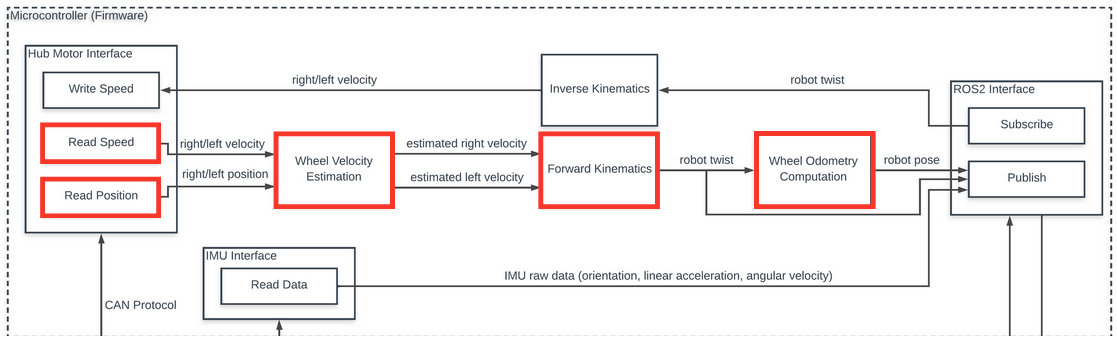 Microcontroller (Firmware)
Hub Motor Interface
Write Speed
right/left velocity
Inverse Kinematics
robot twist
ROS2 Interface
Subscribe
Read Speed
right/left velocity
Wheel Velocity
Estimation
estimated right velocity
Forward Kinematics
robot twist
Wheel Odometry
Computation
robot pose
Publish
Read Position
right/left position
estimated left velocity
IMU Interface
Read Data
IMU raw data (orientation, linear acceleration, angular velocity)
CAN Protocol